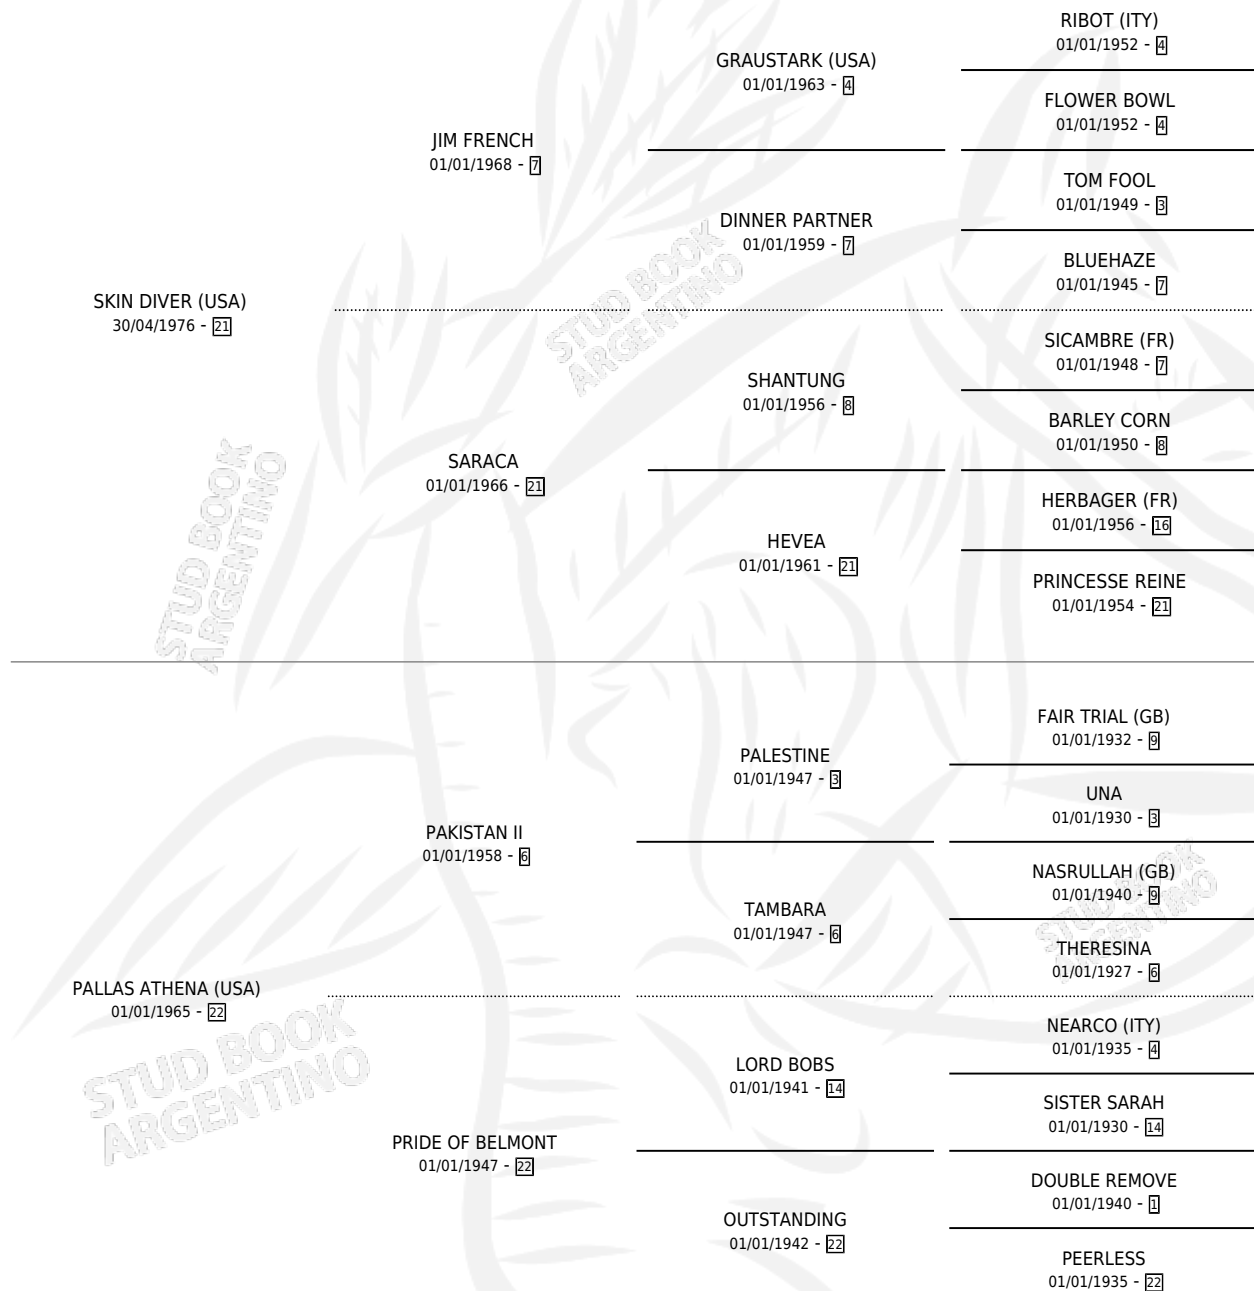 RIBOT (ITY)
01/01/1952 - 4
GRAUSTARK (USA)
01/01/1963 - 4
FLOWER BOWL
01/01/1952 - 4
JIM FRENCH
01/01/1968 - 7
TOM FOOL
01/01/1949 - 3
DINNER PARTNER
01/01/1959 - 7
BLUEHAZE
01/01/1945 - 7
SKIN DIVER (USA)
30/04/1976 - 21
SICAMBRE (FR)
01/01/1948 - 7
SHANTUNG
01/01/1956 - 8
BARLEY CORN
01/01/1950 - 8
SARACA
01/01/1966 - 21
HERBAGER (FR)
01/01/1956 - 16
HEVEA
01/01/1961 - 21
PRINCESSE REINE
01/01/1954 - 21
FAIR TRIAL (GB)
01/01/1932 - 9
PALESTINE
01/01/1947 - 3
UNA
01/01/1930 - 3
PAKISTAN II
01/01/1958 - 6
NASRULLAH (GB)
01/01/1940 - 9
TAMBARA
01/01/1947 - 6
THERESINA
01/01/1927 - 6
PALLAS ATHENA (USA)
01/01/1965 - 22
NEARCO (ITY)
01/01/1935 - 4
LORD BOBS
01/01/1941 - 14
SISTER SARAH
01/01/1930 - 14
PRIDE OF BELMONT
01/01/1947 - 22
DOUBLE REMOVE
01/01/1940 - 1
OUTSTANDING
01/01/1942 - 22
PEERLESS
01/01/1935 - 22
STUD BOOK
ARGENTINO
STUD BOOK
ARGENTINO
STUD BOOK
ARGENTINO
STUD BOOK
ARGENTINO